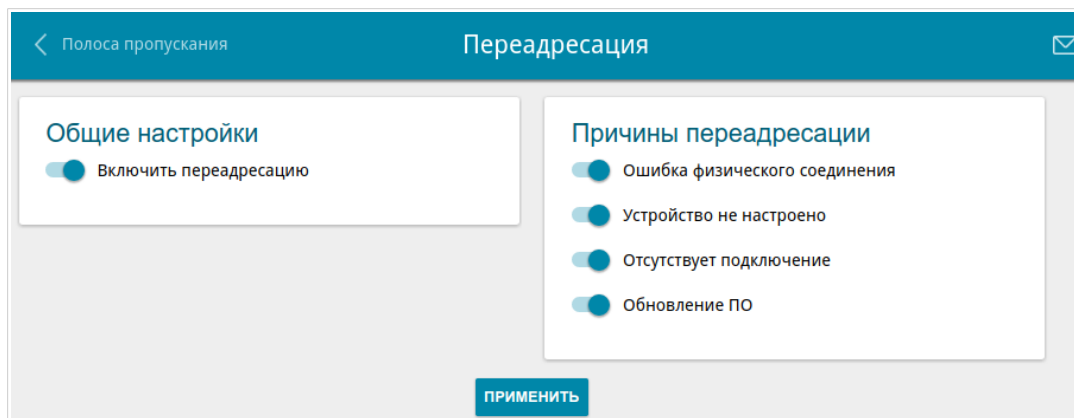 Полоса пропускания
Переадресация
Общие настройки
Включить переадресацию
Причины переадресации
Ошибка физического соединения
Устройство не настроено
Отсутствует подключение
Обновление ПО
ПРИМЕНИТЬ